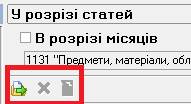 У розрізі статей
В розрізі місяців
1131 "Предмети, матеріали, обл